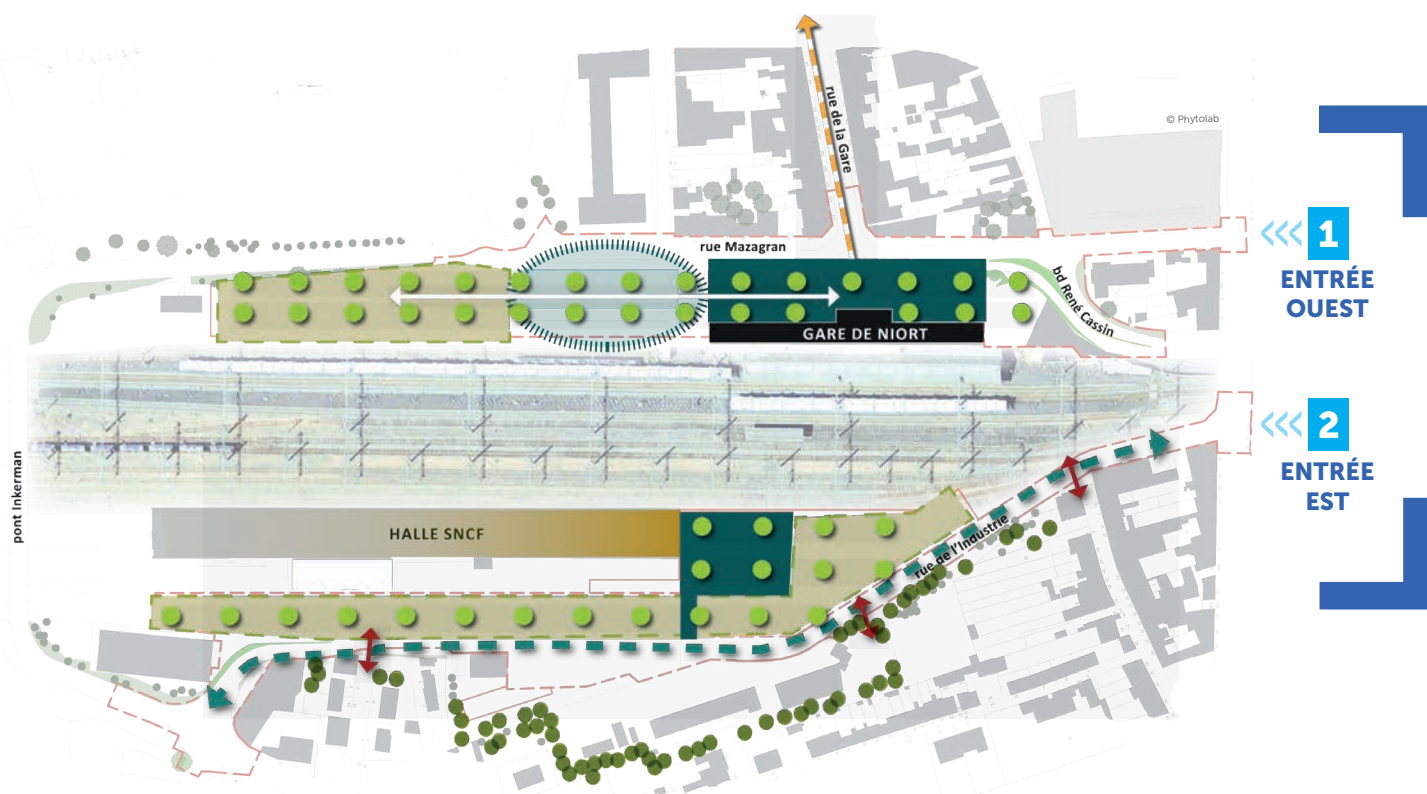 rue de la Gare
© Phytolab
1
ENTRÉE
OUEST
rue Mazagran
bd René Cassin
GARE DE NIORT
2
ENTRÉE
EST
pont Inkerman
HALLE SNCF
rue de l'Industrie